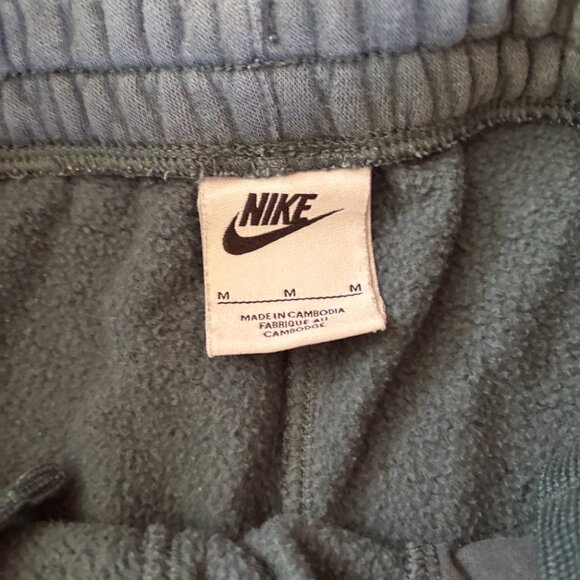 NIKE
M M M
MADE IN CAMBODIA
FABRIQUE AU
CAMBODGE